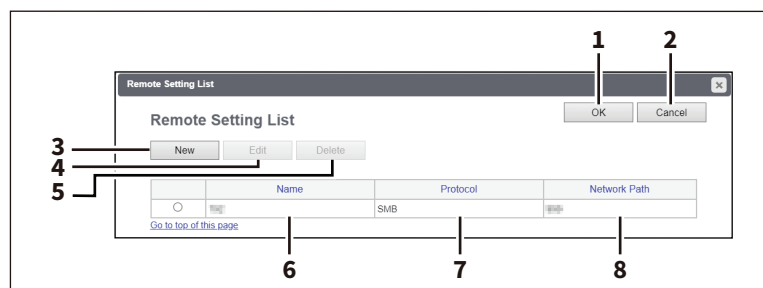 1 2
Remote Setting List
Remote Setting List OK Cancel
3 New Edit Delete
4
5
Name Protocol Network Path
SMB
Go to top of this page
6 7 8